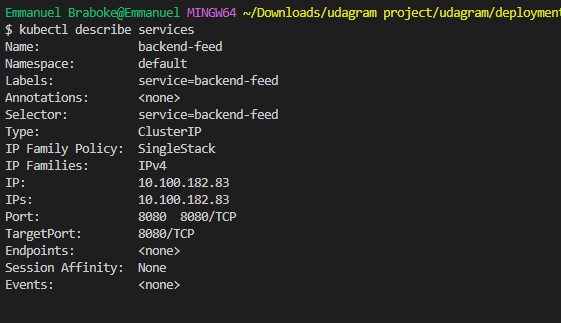 Emmanuel Braboke@Emmanuel MINGW64 ~/Downloads/udagram project/udagram/deployment
$ kubectl describe services
Name:              backend-feed
Namespace:         default
Labels:            service=backend-feed
Annotations:       <none>
Selector:          service=backend-feed
Type:              ClusterIP
IP Family Policy:  SingleStack
IP Families:       IPv4
IP:                10.100.182.83
IPs:               10.100.182.83
Port:              8080  8080/TCP
TargetPort:        8080/TCP
Endpoints:         <none>
Session Affinity:  None
Events:            <none>